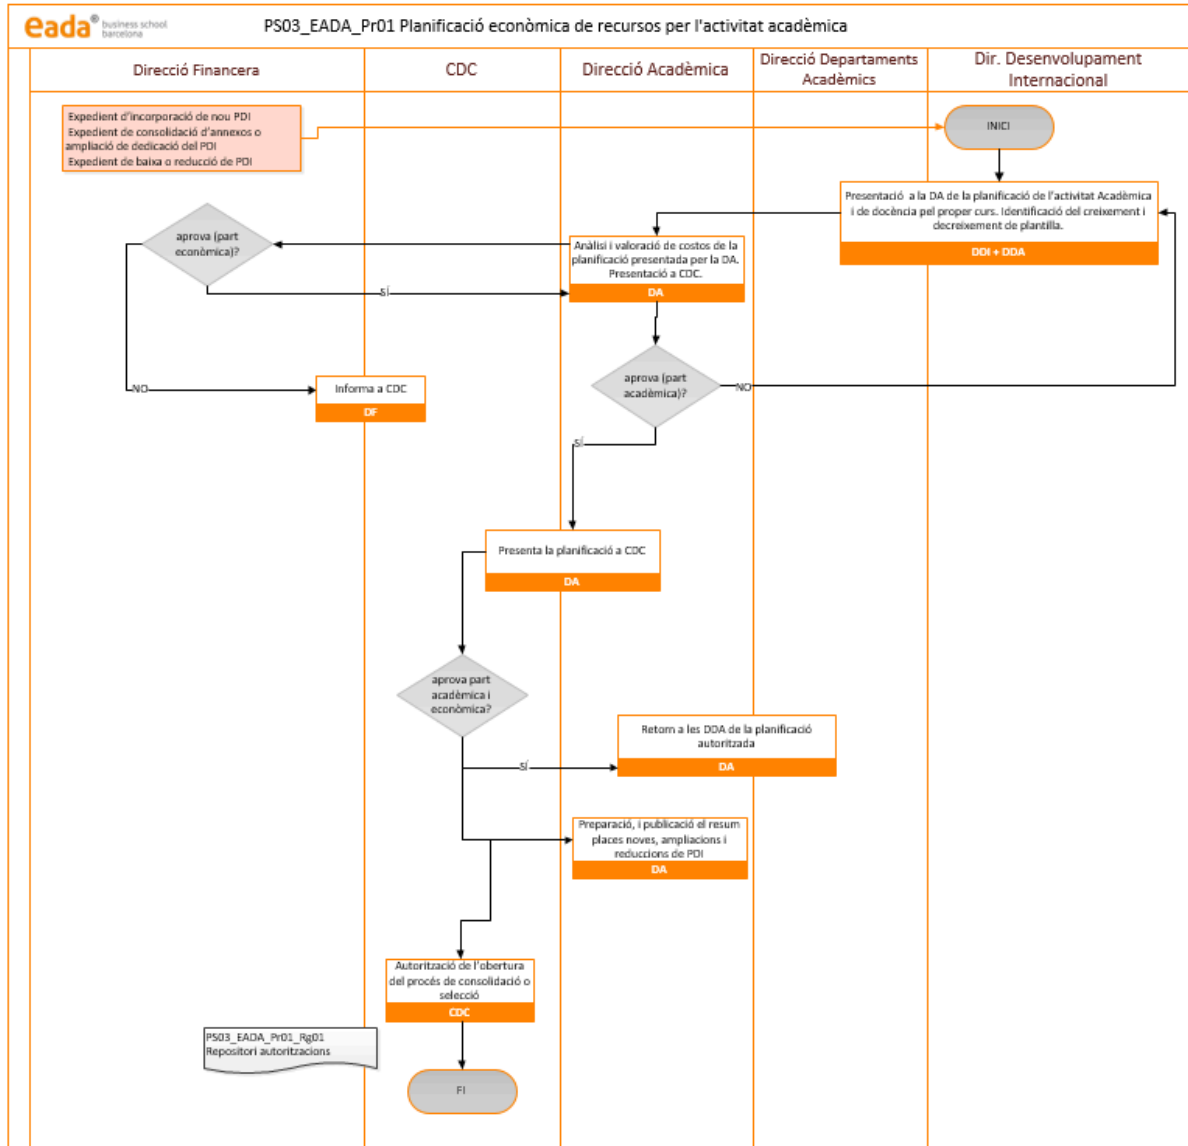 eada® business school
barcelona
PS03_EADA_Pr01 Planificació econòmica de recursos per l'activitat acadèmica
Direcció Financera
CDC
Direcció Acadèmica
Direcció Departaments
Acadèmics
Dir. Desenvolupament
Internacional
Expedient d'incorporació de nou PDI
Expedient de consolidació d'annexos o
ampliació de dedicació del PDI
Expedient de baixa o reducció de PDI
INICI
Presentació a la DA de la planificació de l'activitat Acadèmica
i de docència pel proper curs. Identificació del creixement i
decreixement de plantilla.
DDI + DDA
aprova (part
econòmica)?
Anàlisi i valoració de costos de la
planificació presentada per la DA.
Presentació a CDC.
DA
SÍ
aprova (part
acadèmica)?
NO
NO
Informa a CDC
DF
SÍ
Presenta la planificació a CDC
DA
aprova part
acadèmica i
econòmica?
Retorn a les DDA de la planificació
autoritzada
DA
SÍ
Preparació, i publicació el resum
places noves, ampliacions i
reduccions de PDI
DA
Autorització de l'obertura
del procés de consolidació o
selecció
CDC
PS03_EADA_Pr01_Rg01
Repositori autoritzacions
FI